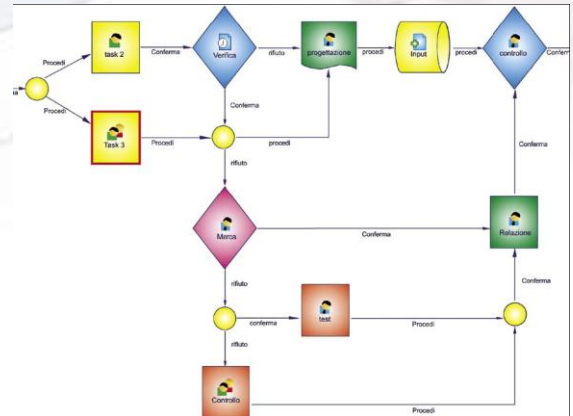 Procedi
task 2
Conferma
Verifica
rifiuto
progettazione
procedi
Input
procedi
controllo
Procedi
Conferma
Task 3
Procedi
procedi
rifiuto
Conferma
Merca
Conferma
Relazione
rifiuto
Conferma
conferma
test
Procedi
rifiuto
Controllo
Procedi